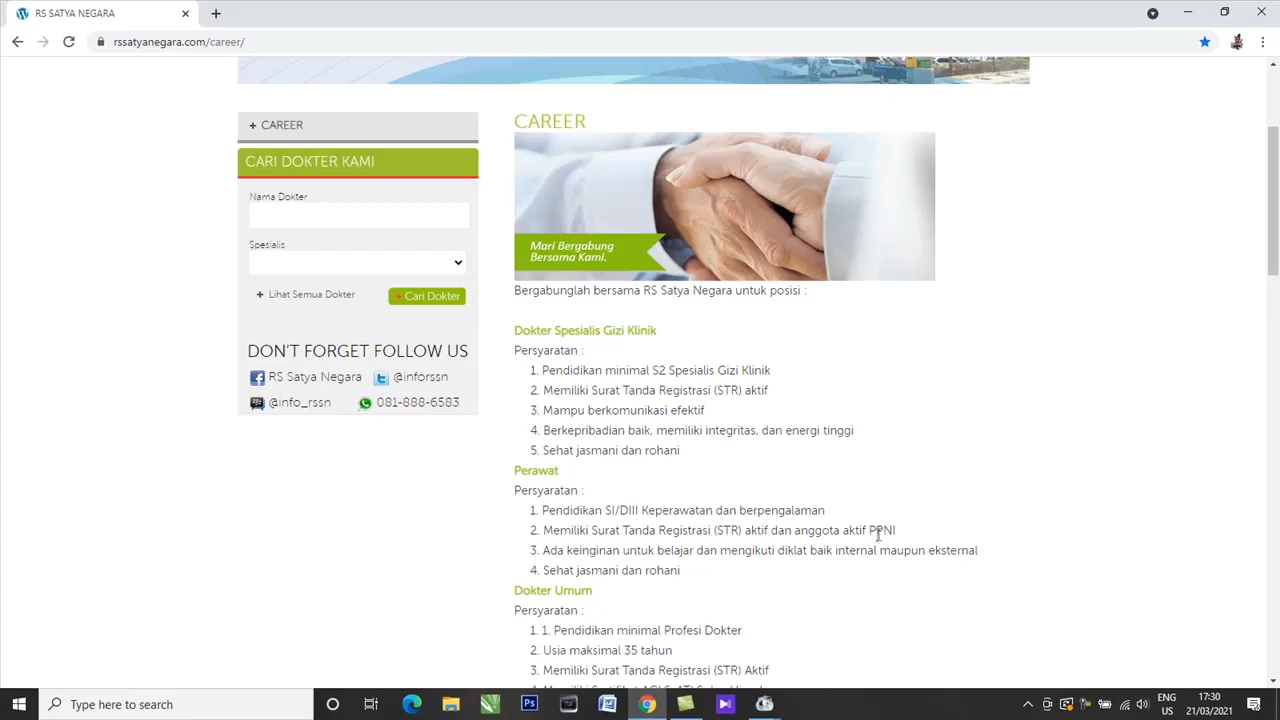 RS SATYA NEGARA
rssatyanegara.com/career/
+ CAREER
CARI DOKTER KAMI
Nama Dokter
Spesialis
+ Lihat Semua Dokter
+ Cari Dokter
DON'T FORGET FOLLOW US
RS Satya Negara
@inforssn
@info_rssn
081-888-6583
CAREER
Mari Bergabung
Bersama Kami.
Bergabunglah bersama RS Satya Negara untuk posisi :
Dokter Spesialis Gizi Klinik
Persyaratan :
1. Pendidikan minimal S2 Spesialis Gizi Klinik
2. Memiliki Surat Tanda Registrasi (STR) aktif
3. Mampu berkomunikasi efektif
4. Berkepribadian baik, memiliki integritas, dan energi tinggi
5. Sehat jasmani dan rohani
Perawat
Persyaratan :
1. Pendidikan SI/DIII Keperawatan dan berpengalaman
2. Memiliki Surat Tanda Registrasi (STR) aktif dan anggota aktif PPNI
3. Ada keinginan untuk belajar dan mengikuti diklat baik internal maupun eksternal
4. Sehat jasmani dan rohani
Dokter Umum
Persyaratan :
1. 1. Pendidikan minimal Profesi Dokter
2. Usia maksimal 35 tahun
3. Memiliki Surat Tanda Registrasi (STR) Aktif
Type here to search
Ps
ENG
US
17:30
21/03/2021